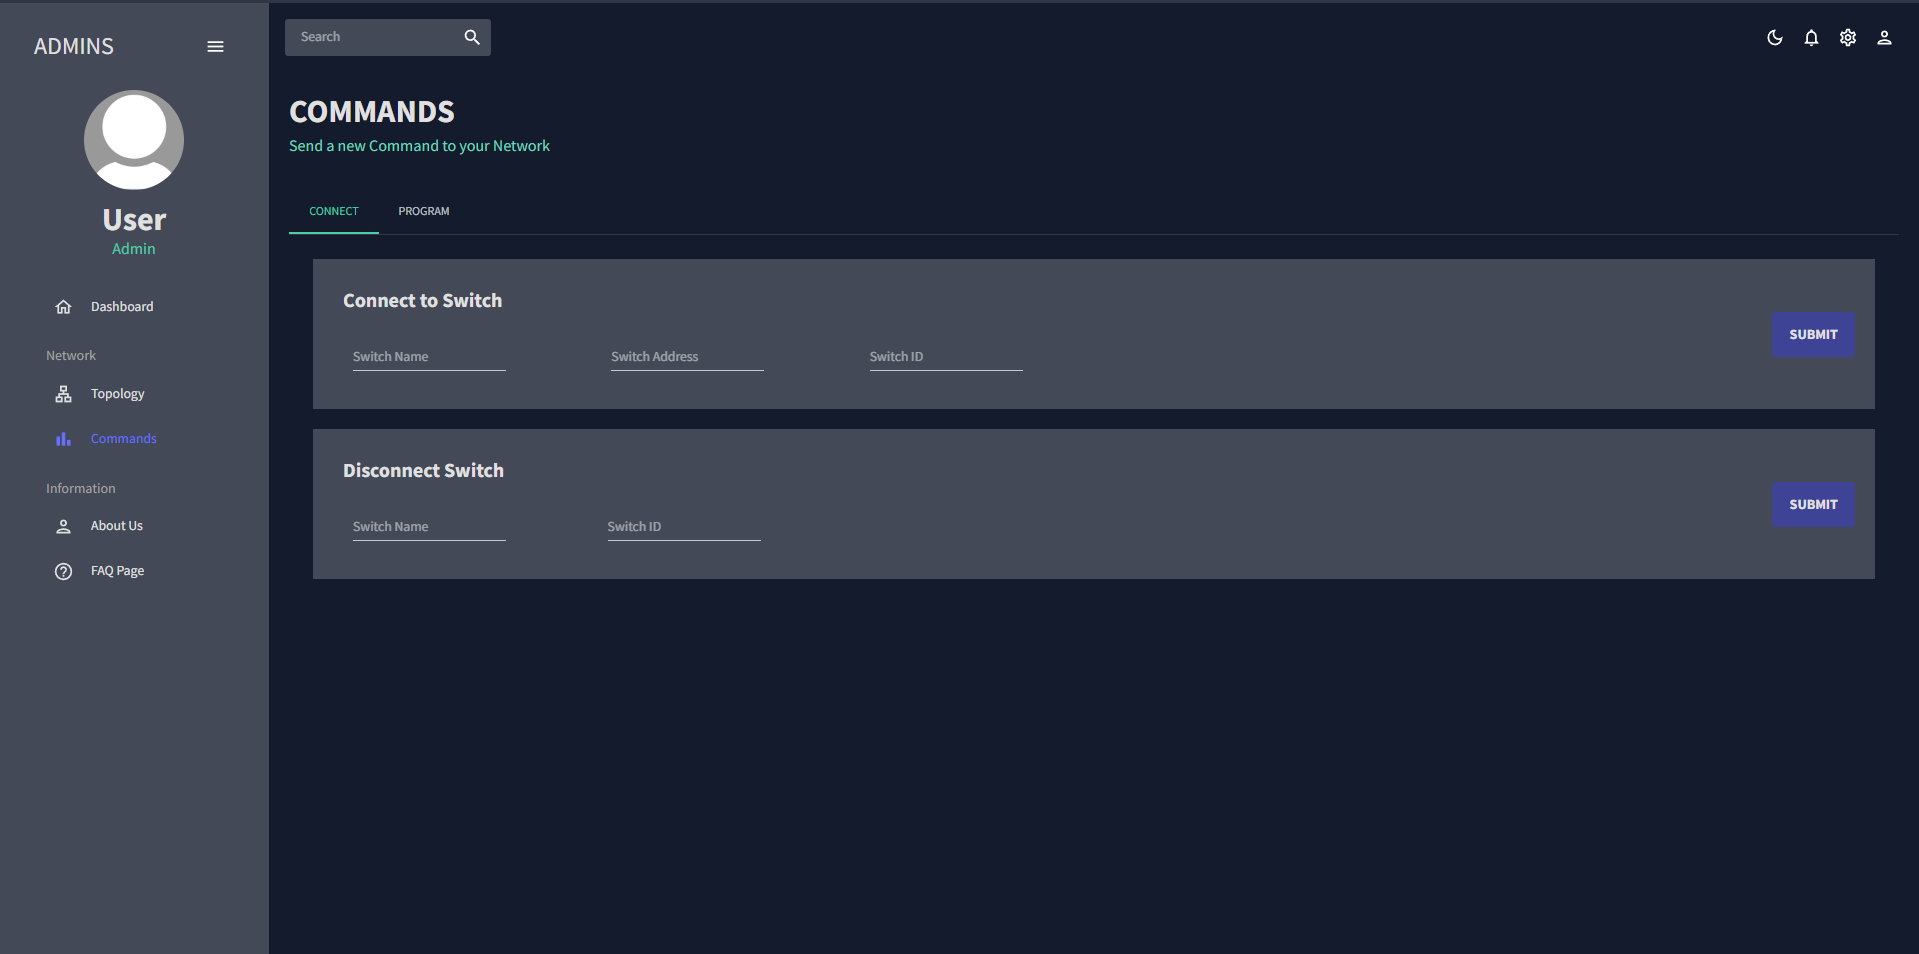 ADMINS
User
Admin
Dashboard
Network
Topology
Commands
Information
About Us
FAQ Page
Search
COMMANDS
Send a new Command to your Network
CONNECT PROGRAM
Connect to Switch
Switch Name Switch Address Switch ID
SUBMIT
Disconnect Switch
Switch Name Switch ID
SUBMIT